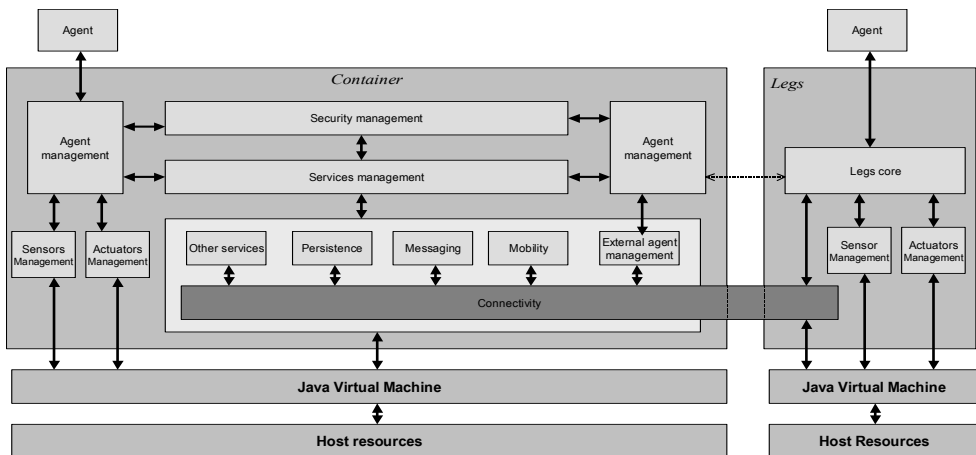 Agent
Agent
Container
Legs
Security management
Agent
management
Agent
management
Services management
Legs core
Other services
Persistence
Messaging
Mobility
External agent
management
Sensors
Management
Actuators
Management
Sensor
Management
Actuators
Management
Connectivity
Java Virtual Machine
Java Virtual Machine
Host resources
Host Resources